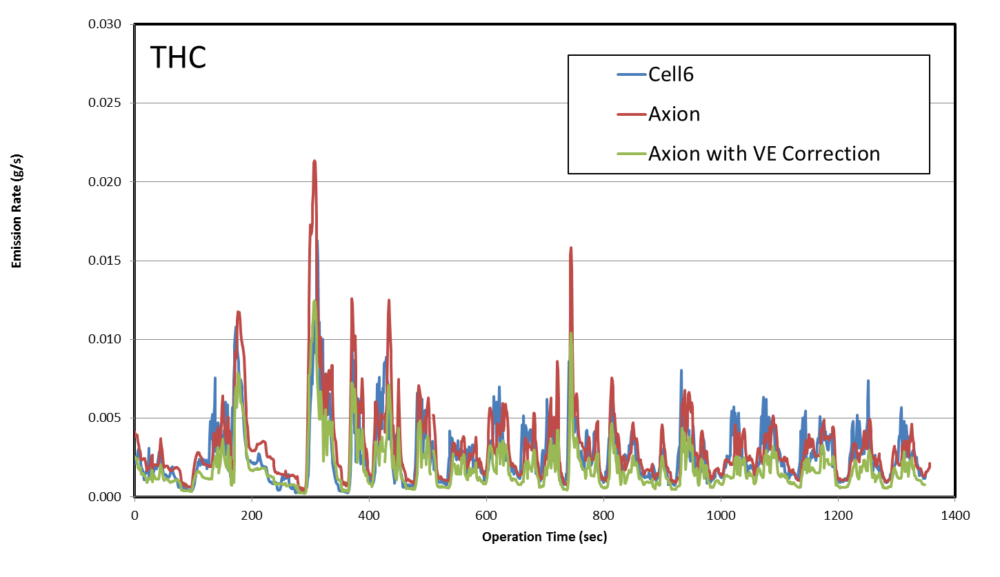 THC
Cell6
Axion
Axion with VE Correction
Emission Rate (g/s)
0.030
0.025
0.020
0.015
0.010
0.005
0.000
0 200 400 600 800 1000 1200 1400
Operation Time (sec)